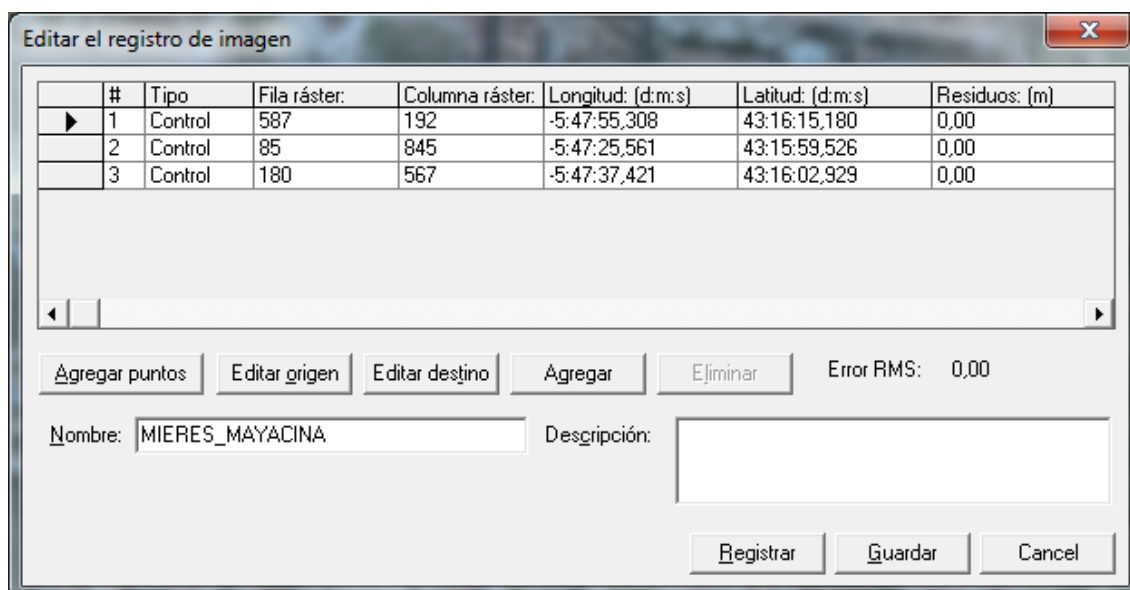 Editar el registro de imagen
# Tipo Fila ráster: Columna ráster: Longitud: (d:m:s) Latitud: (d:m:s) Residuos: (m)
1 Control 587 192 -5:47:55,308 43:16:15,180 0,00
2 Control 85 845 -5:47:25,561 43:15:59,526 0,00
3 Control 180 567 -5:47:37,421 43:16:02,929 0,00
Agregar puntos Editar origen Editar destino Agregar Eliminar Error RMS: 0,00
Nombre: MIERES_MAYACINA Descripción:
Registrar Guardar Cancel